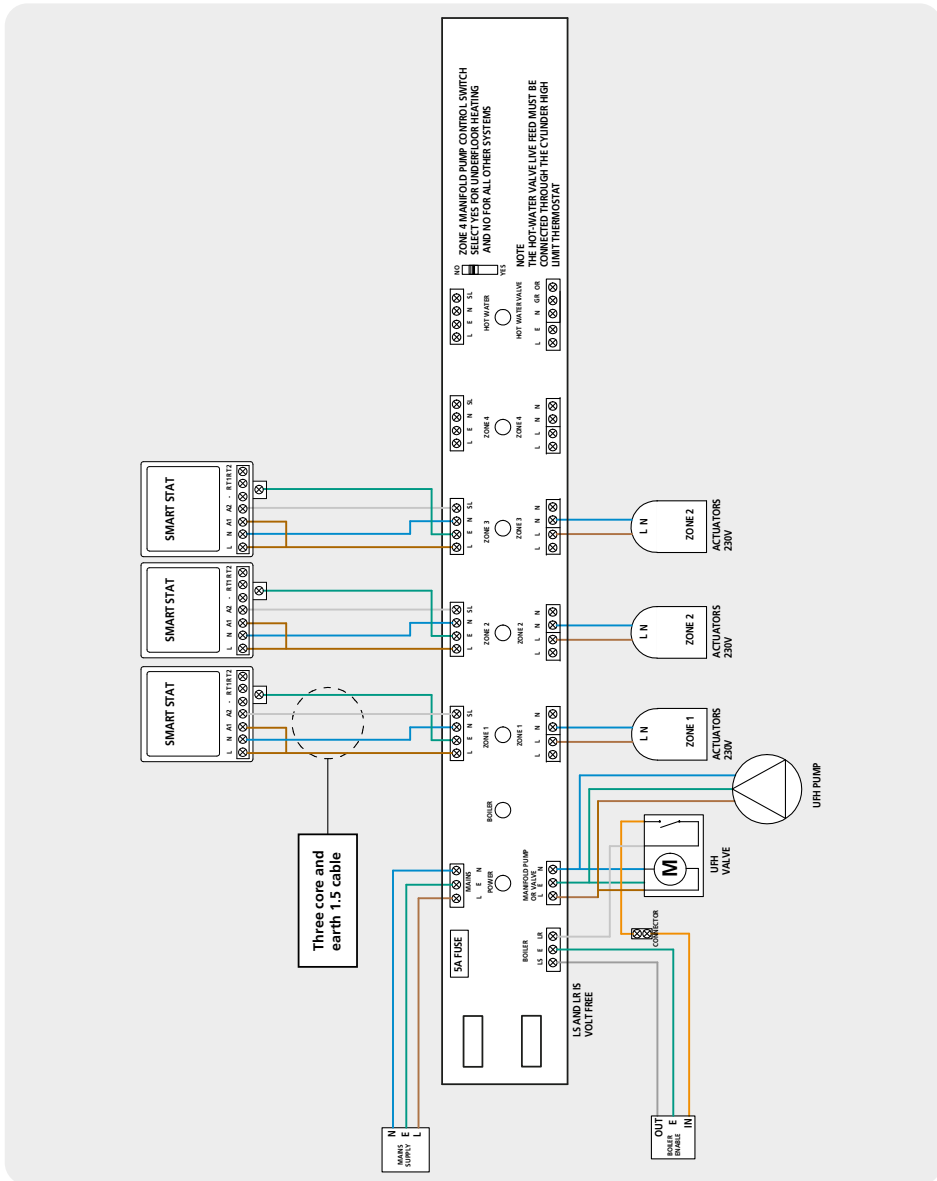 ZONE 4 MANIFOLD PUMP CONTROL SWITCH
SELECT YES FOR UNDERFLOOR HEATING
AND NO FOR ALL OTHER SYSTEMS
NO
YES
NOTE
THE HOT-WATER VALVE LIVE FEED MUST BE
CONNECTED THROUGH THE CYLINDER HIGH
LIMIT THERMOSTAT
L E N SL
HOT WATER
HOT WATER VALVE
L E N GR OR
L E N SL
ZONE 4
ZONE 4
L L N N
SMART STAT
L N A1 A2 - RT1RT2
L E N SL
ZONE 3
ZONE 3
L L N N
L N
ZONE 2
ACTUATORS
230V
SMART STAT
L N A1 A2 - RT1RT2
L E N SL
ZONE 2
ZONE 2
L L N N
L N
ZONE 2
ACTUATORS
230V
SMART STAT
L N A1 A2 - RT1RT2
L E N SL
ZONE 1
ZONE 1
L L N N
L N
ZONE 1
ACTUATORS
230V
Three core and
earth 1.5 cable
BOILER
UFH PUMP
MAINS
L E N
POWER
MANIFOLD PUMP
OR VALVE
L E N
M
UFH
VALVE
5A FUSE
BOILER
LS E LR
CONNECTOR
LS AND LR IS
VOLT FREE
N
E
L
MAINS
SUPPLY
OUT
E
IN
BOILER
ENABLE